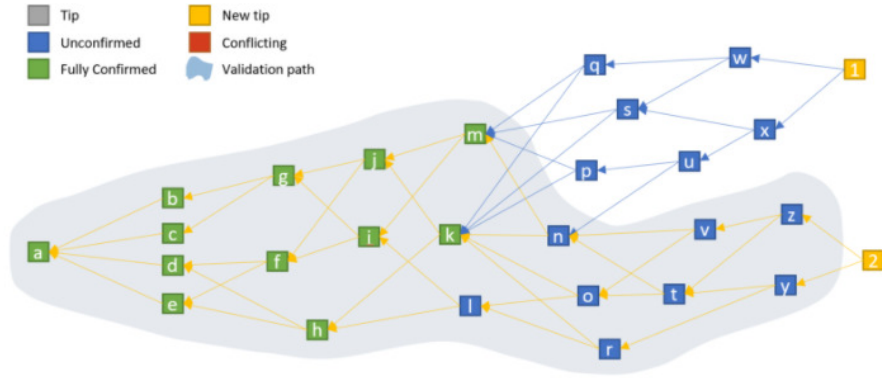 Tip
New tip
Unconfirmed
Conflicting
Fully Confirmed
Validation path
q
w
1
s
m
x
j
p
u
g
b
c
i
k
n
v
z
a
d
f
2
e
o
t
y
l
h
r